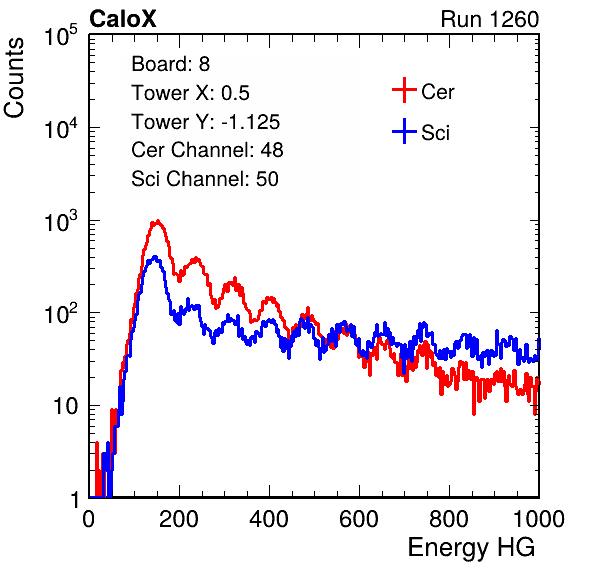 CaloX Run 1260
Counts
10^5
10^4
10^3
10^2
10
1
Board: 8
Tower X: 0.5
Tower Y: -1.125
Cer Channel: 48
Sci Channel: 50
Cer
Sci
0 200 400 600 800 1000
Energy HG